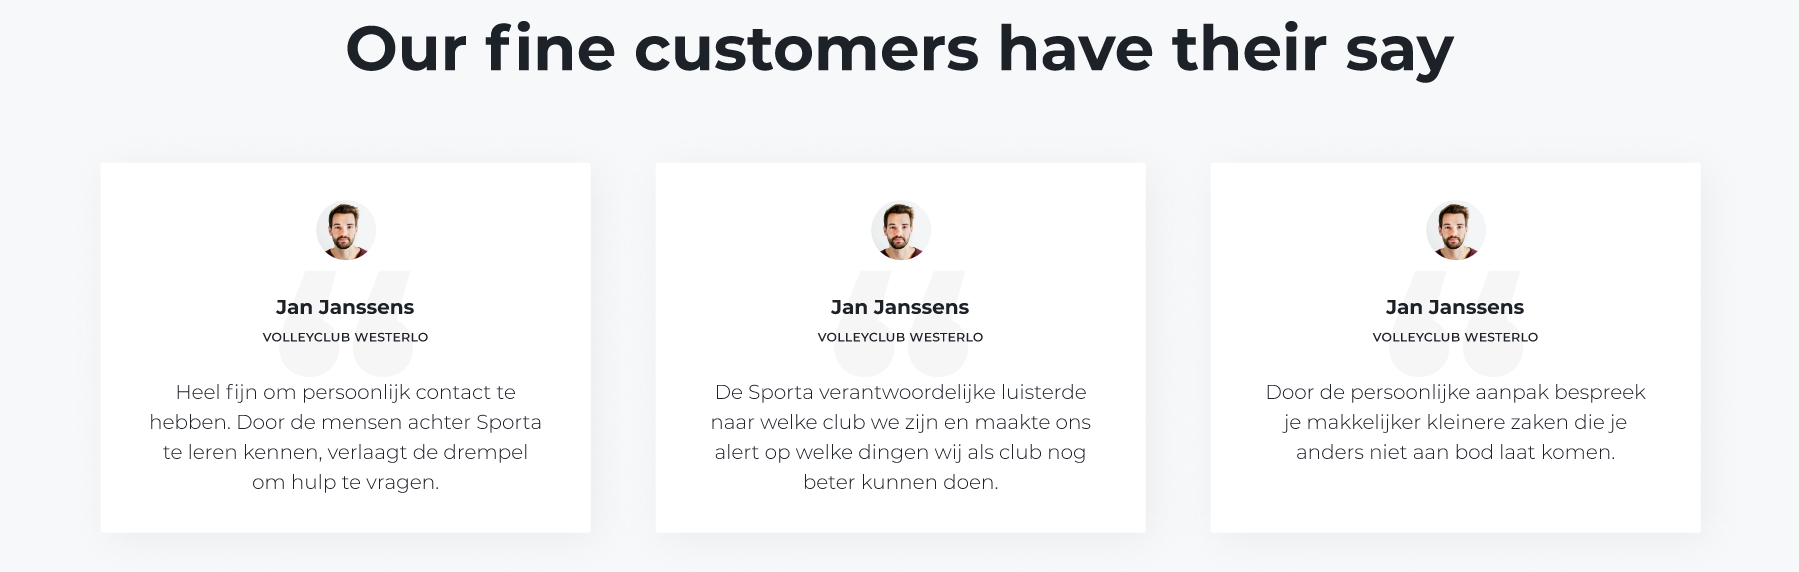 Our fine customers have their say
Jan Janssens
VOLLEYCLUB WESTERLO
Heel fijn om persoonlijk contact te
hebben. Door de mensen achter Sporta
te leren kennen, verlaagt de drempel
om hulp te vragen.
Jan Janssens
VOLLEYCLUB WESTERLO
De Sporta verantwoordelijke luisterde
naar welke club we zijn en maakte ons
alert op welke dingen wij als club nog
beter kunnen doen.
Jan Janssens
VOLLEYCLUB WESTERLO
Door de persoonlijke aanpak bespreek
je makkelijker kleinere zaken die je
anders niet aan bod laat komen.